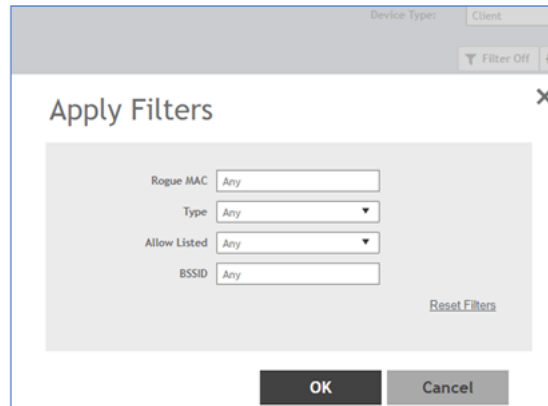 Device Type: Client
Filter Off
Apply Filters
Rogue MAC Any
Type Any
Allow Listed Any
BSSID Any
Reset Filters
OK Cancel